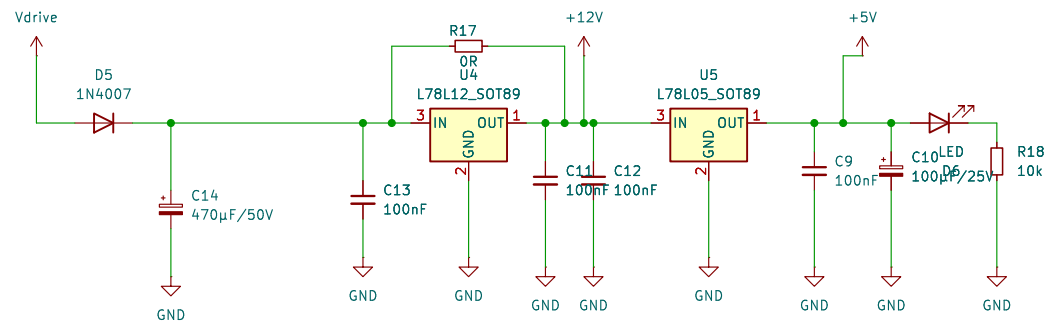 Vdrive
+12V
+5V
R17
0R
D5
1N4007
U4
L78L12_SOT89
U5
L78L05_SOT89
3
IN
OUT
1
GND
2
3
IN
OUT
1
GND
2
C14
470µF/50V
C13
100nF
C11
100nF
C12
100nF
C9
100nF
C10
100µF/25V
LED
D6
R18
10k
GND
GND
GND
GND
GND
GND
GND
GND
GND